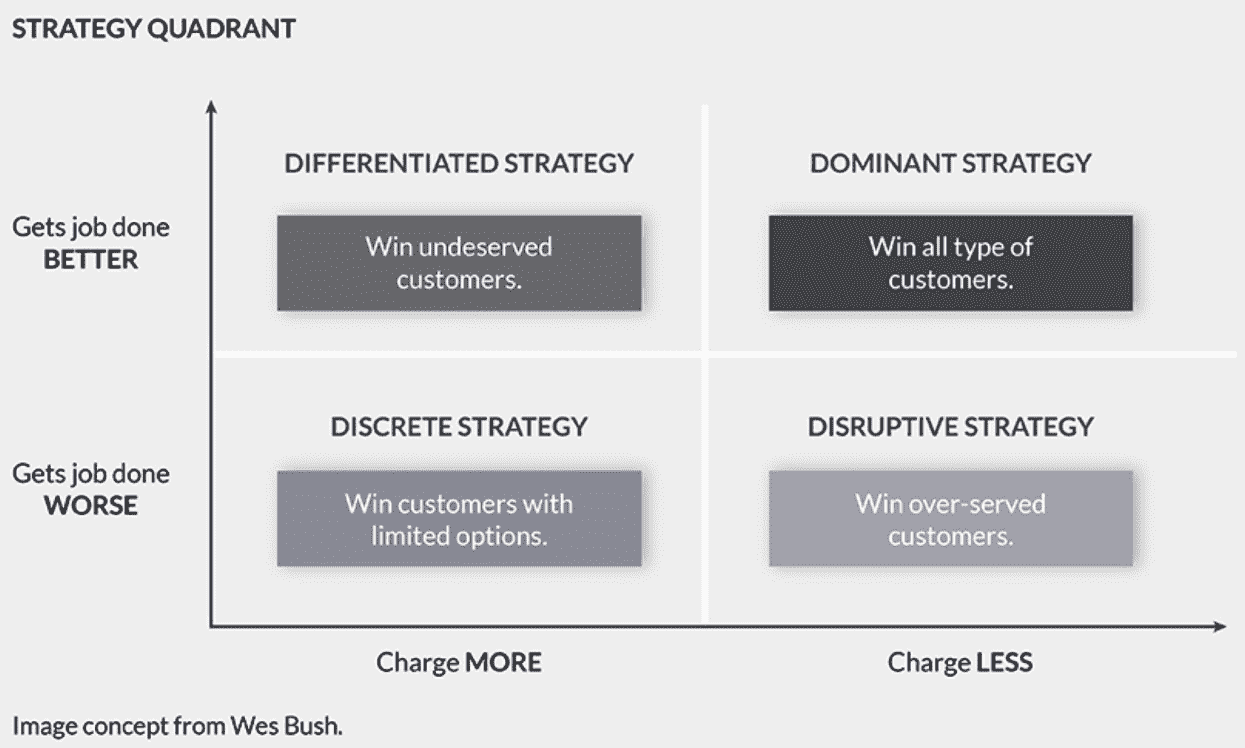 STRATEGY QUADRANT
DIFFERENTIATED STRATEGY
DOMINANT STRATEGY
Gets job done
BETTER
Win undeserved
customers.
Win all type of
customers.
DISCRETE STRATEGY
DISRUPTIVE STRATEGY
Gets job done
WORSE
Win customers with
limited options.
Win over-served
customers.
Charge MORE
Charge LESS
Image concept from Wes Bush.